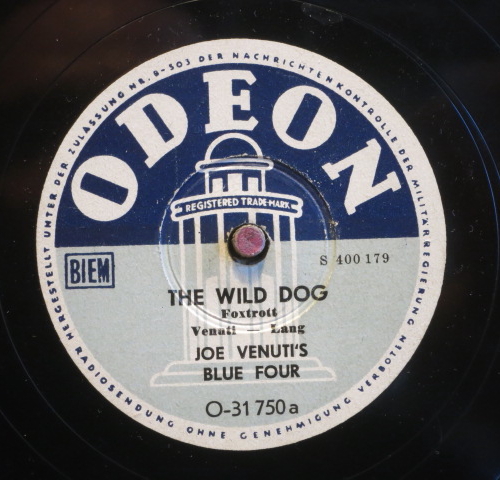 HERGESTELLT UNTER DER ZULASSUNG NR. B-503 DER NACHRICHTENKONTROLLE DER MILITÄRREGIERUNG
ODEON
REGISTERED TRADE-MARK
BIEM
S 400 179
THE WILD DOG
Foxtrott
Venuti - Lang
JOE VENUTI'S
BLUE FOUR
O-31 750 a
RADIOSENDUNG OHNE GENEHMIGUNG VERBOTEN